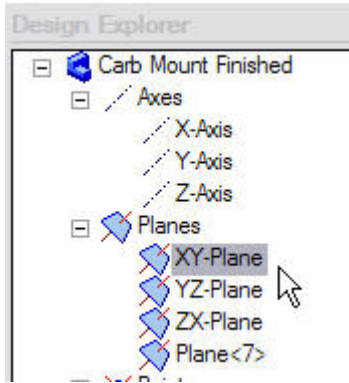 Design Explorer
Carb Mount Finished
Axes
X-Axis
Y-Axis
Z-Axis
Planes
XY-Plane
YZ-Plane
ZX-Plane
Plane<7>